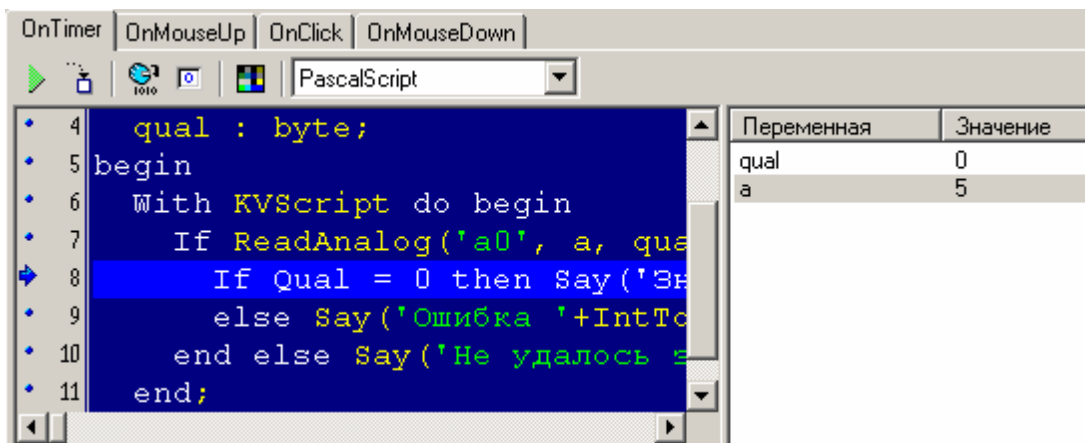 OnTimer OnMouseUp OnClick OnMouseDown
1010 0 PascalScript
4 qual : byte;
5 begin
6 With KVScript do begin
7 If ReadAnalog('a0', a, qua
8 If Qual = 0 then Say('Зн
9 else Say('Ошибка '+IntTo
10 end else Say('Не удалось
11 end;
Переменная Значение
qual 0
a 5